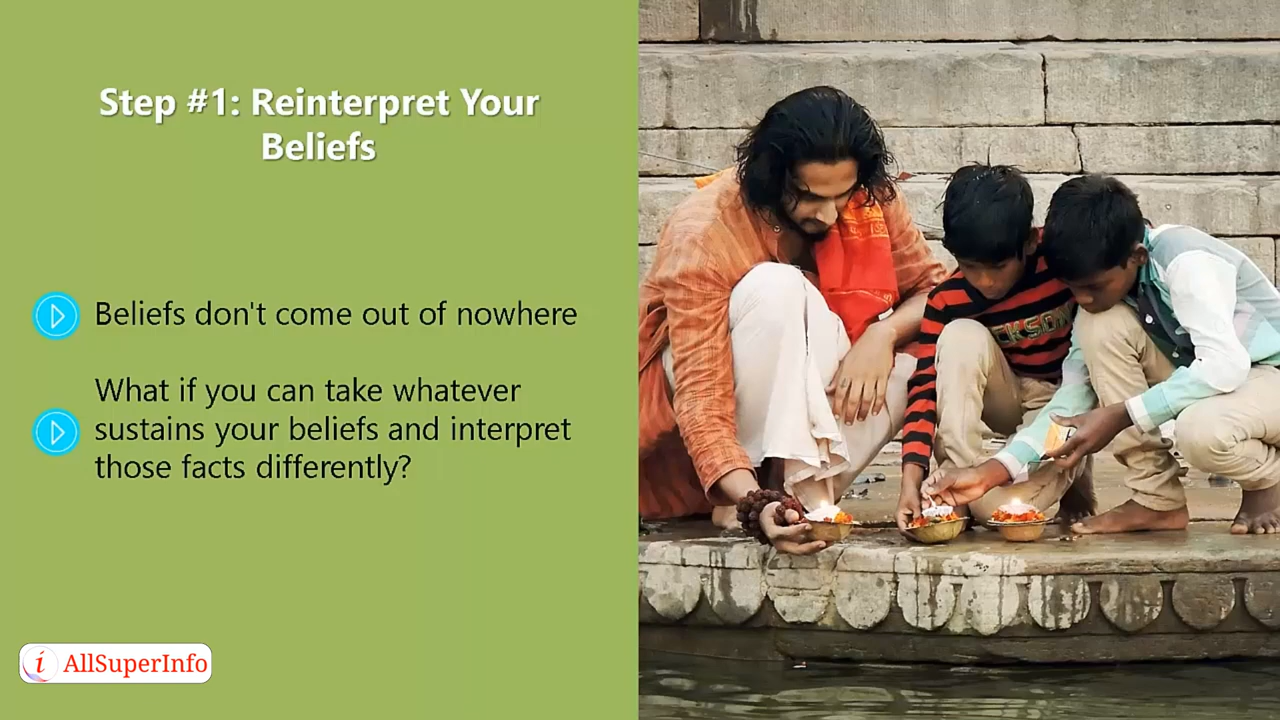 Step #1: Reinterpret Your
Beliefs
Beliefs don't come out of nowhere
What if you can take whatever
sustains your beliefs and interpret
those facts differently?
i AllSuperInfo